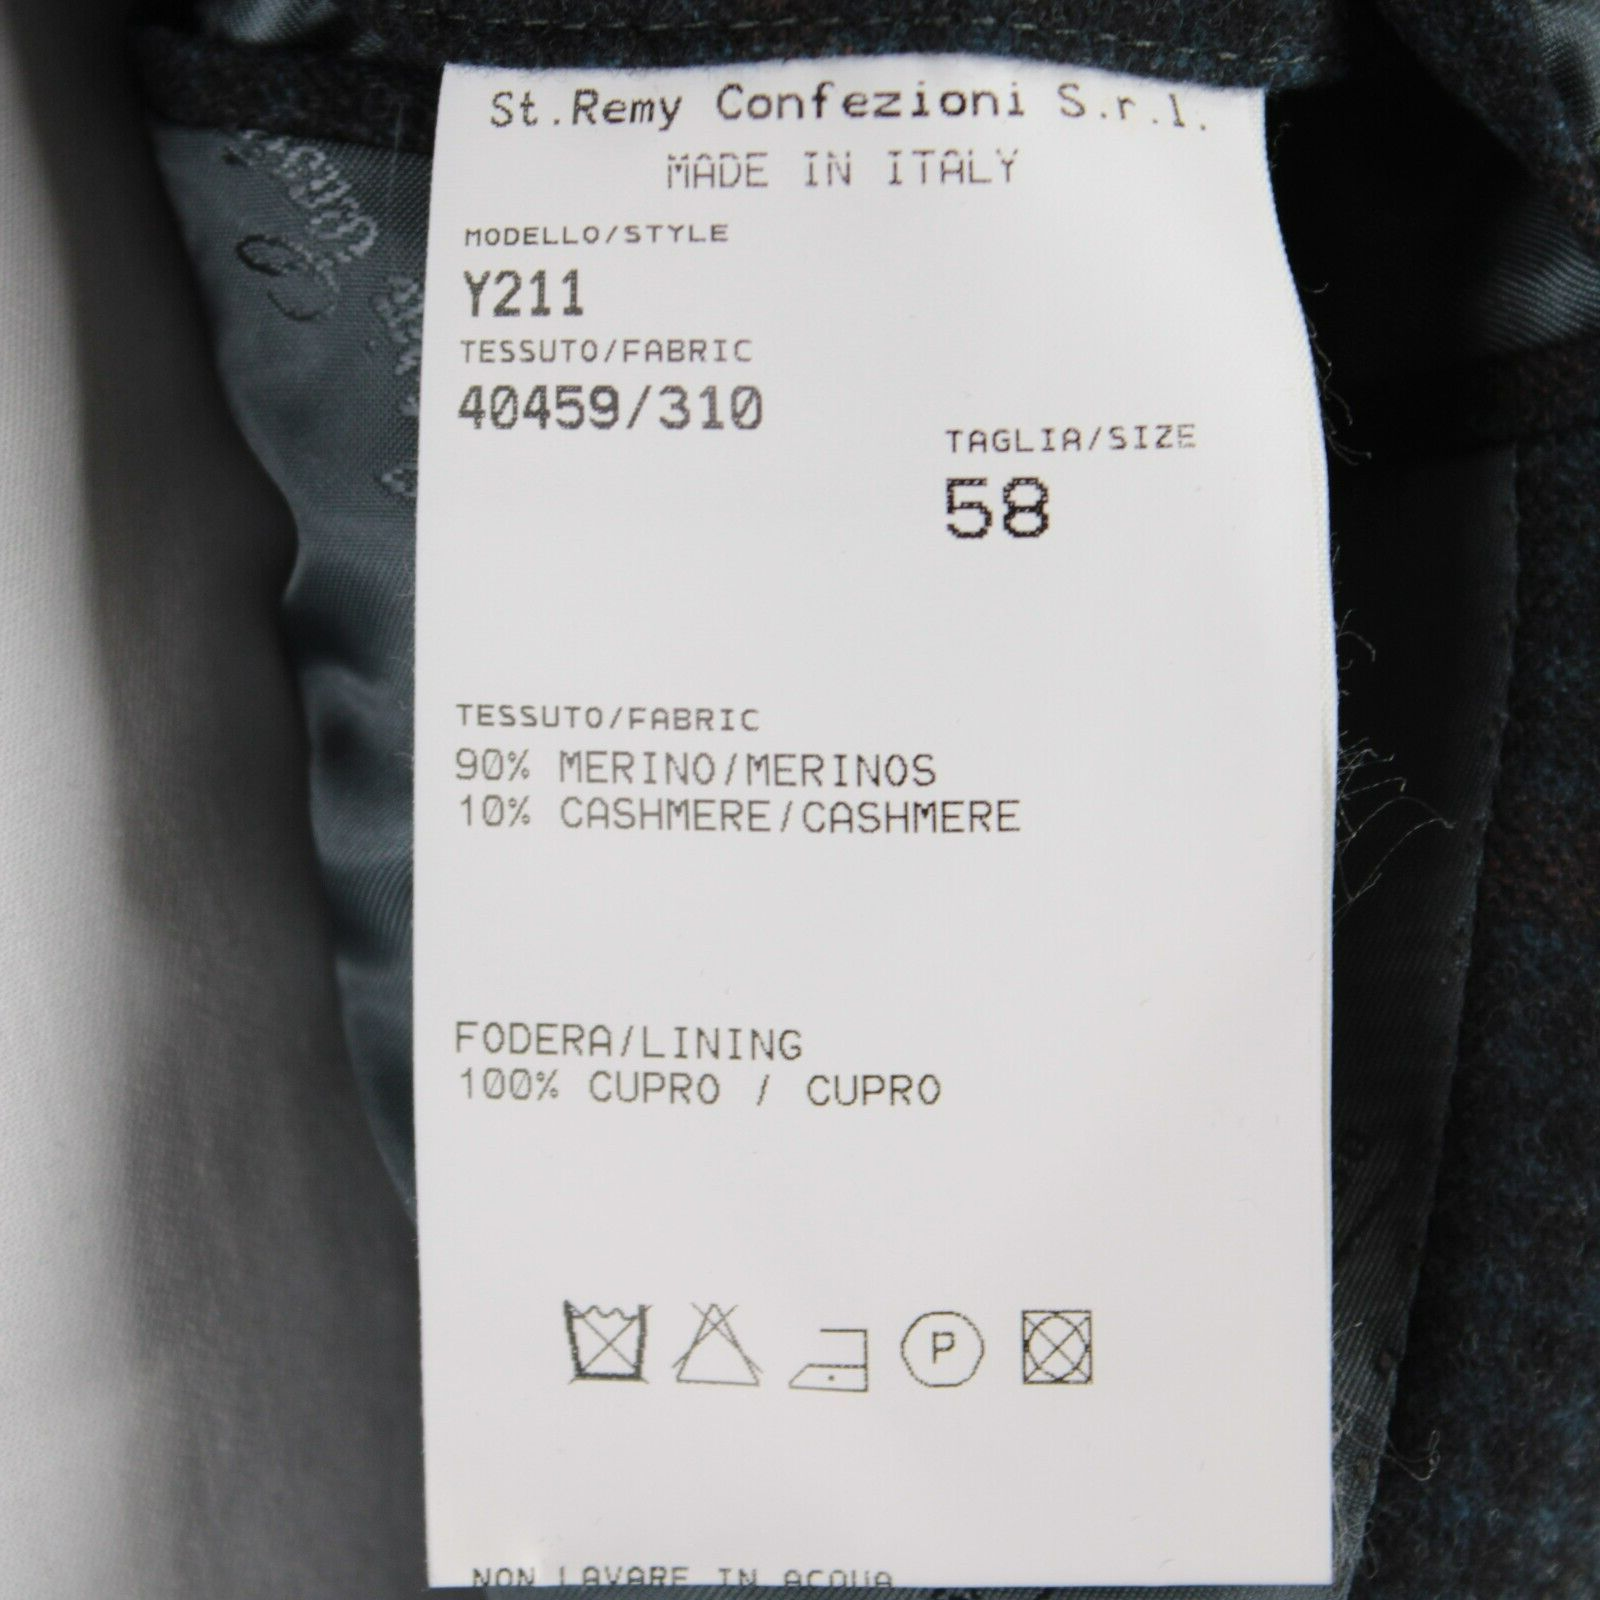 St.Remy Confezioni S.r.l.
MADE IN ITALY
MODELLO/STYLE
Y211
TESSUTO/FABRIC
40459/310
TAGLIA/SIZE
58
TESSUTO/FABRIC
90% MERINO/MERINOS
10% CASHMERE/CASHMERE
FODERA/LINING
100% CUPRO / CUPRO
P
NON LAVARE IN ACQUA